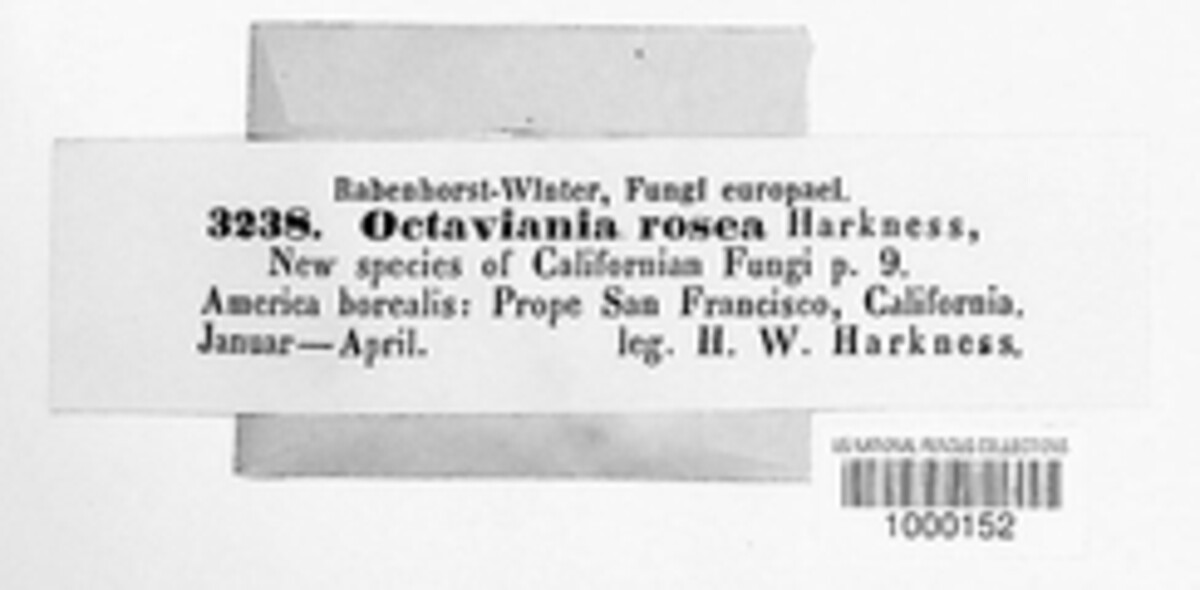 Rabenhorst-Winter, Fungi europaei.
3238. Octaviania rosea Harkness,
New species of Californian Fungi p. 9.
America borealis: Prope San Francisco, California.
Januar—April. leg. H. W. Harkness.
US NATIONAL FUNGUS COLLECTIONS
1000152